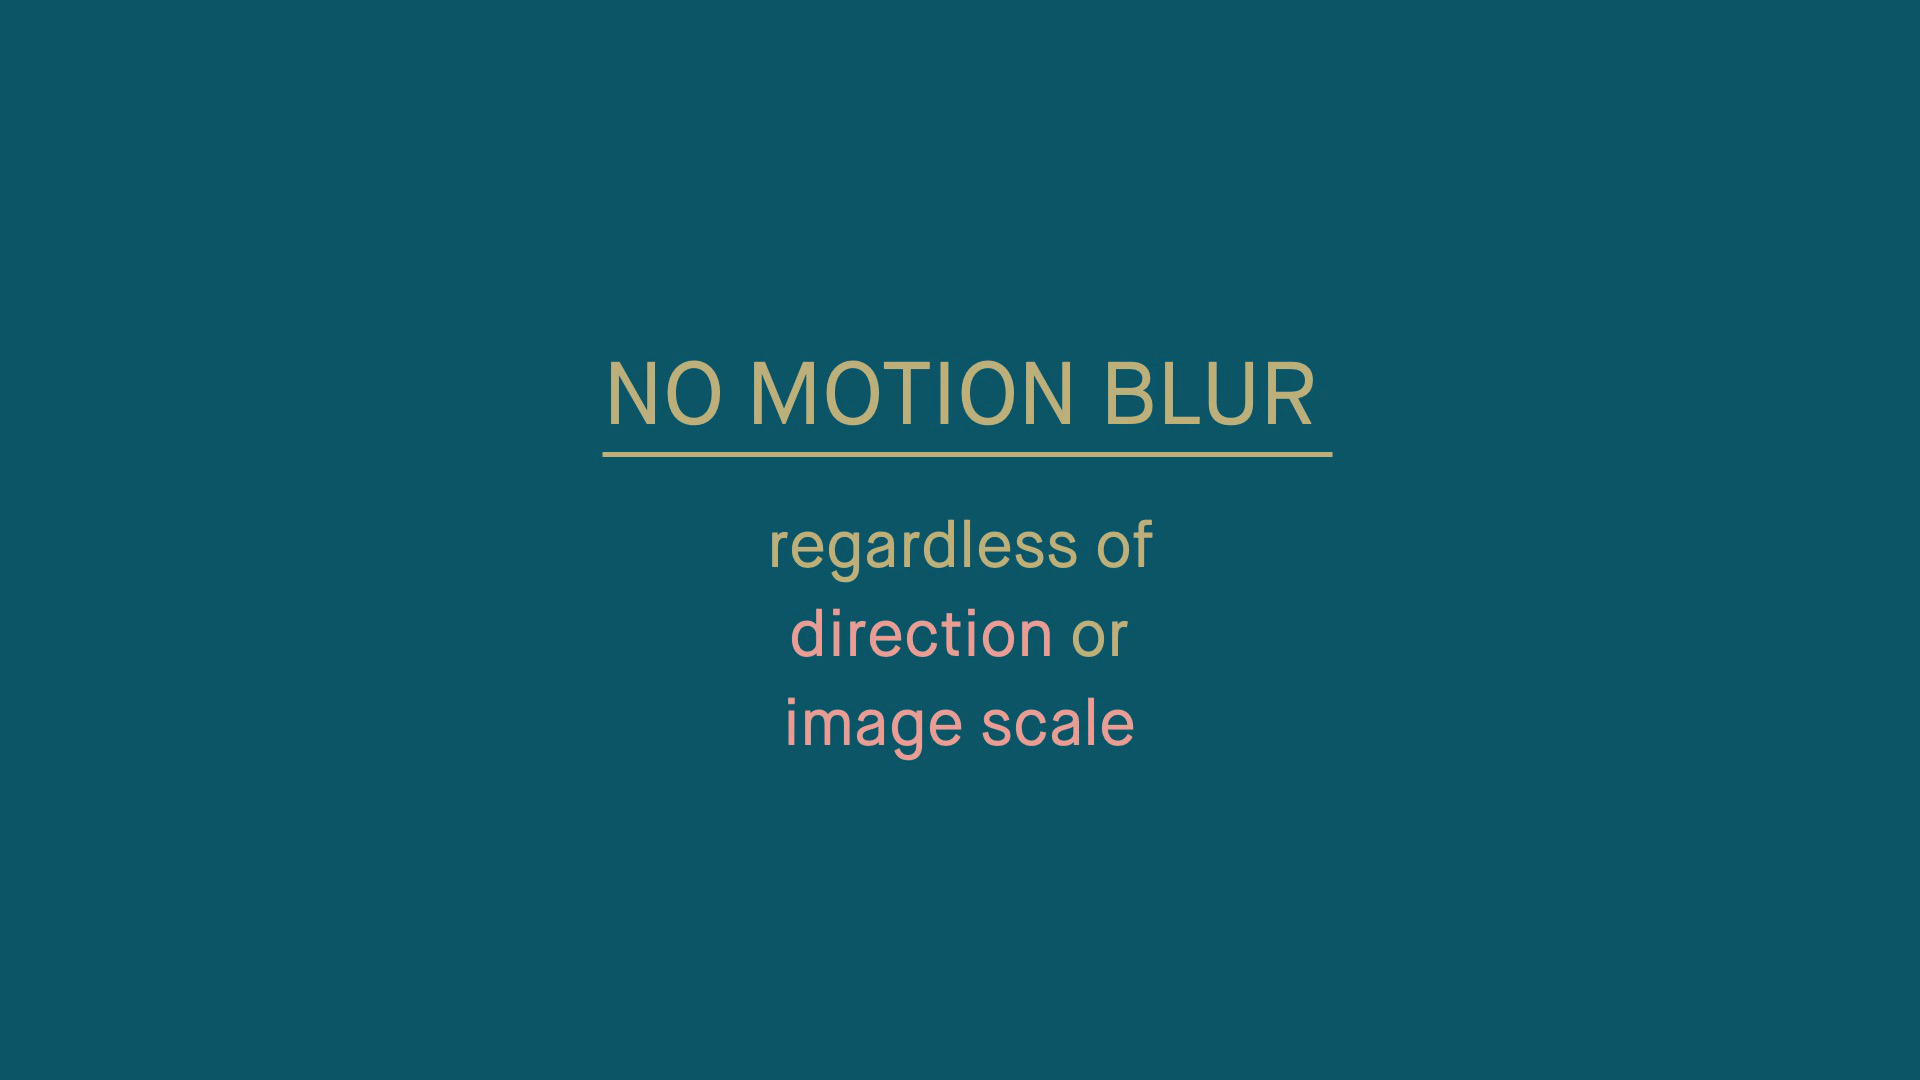 NO MOTION BLUR
regardless of
direction or
image scale